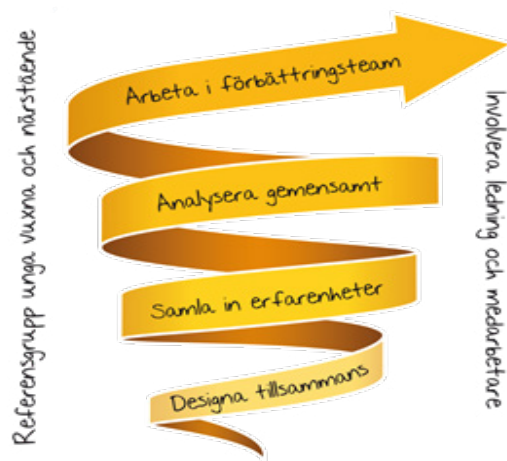 Referensgrupp unga vuxna och närstående
Arbeta i förbättringsteam
Analysera gemensamt
Samla in erfarenheter
Designa tillsammans
Involvera ledning och medarbetare